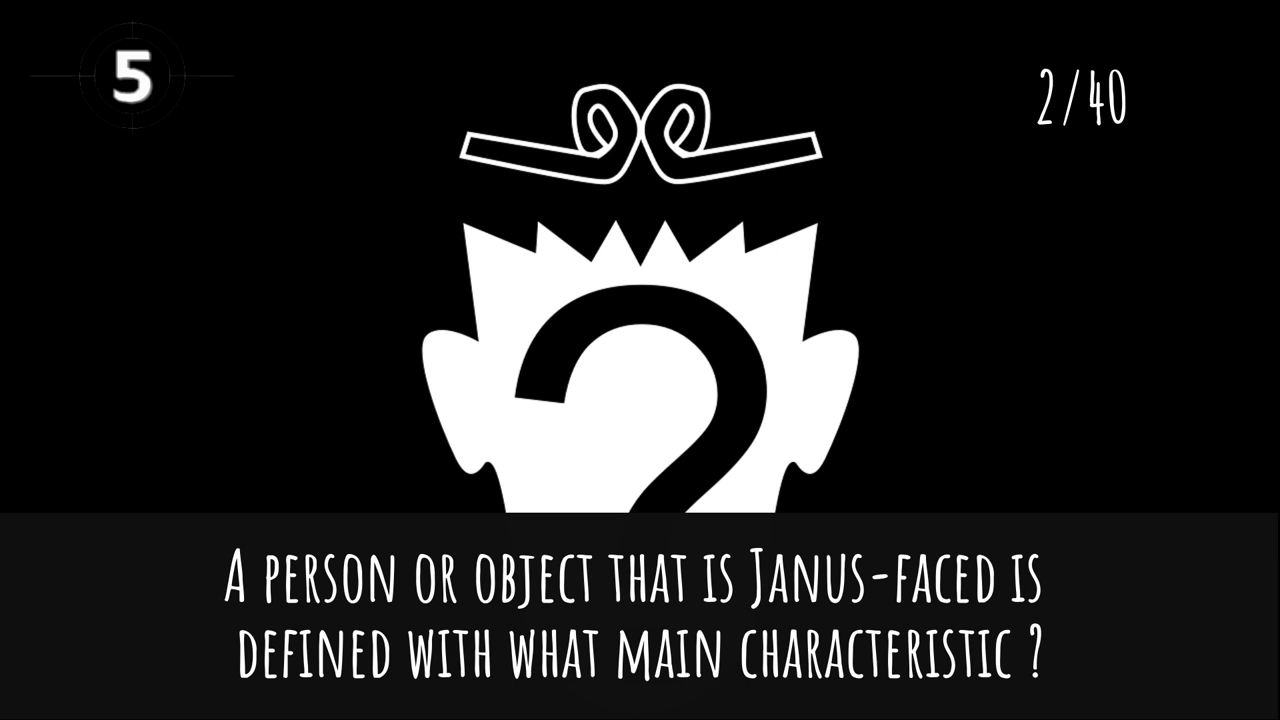 5
2/40
?
A person or object that is Janus-faced is
defined with what main characteristic ?